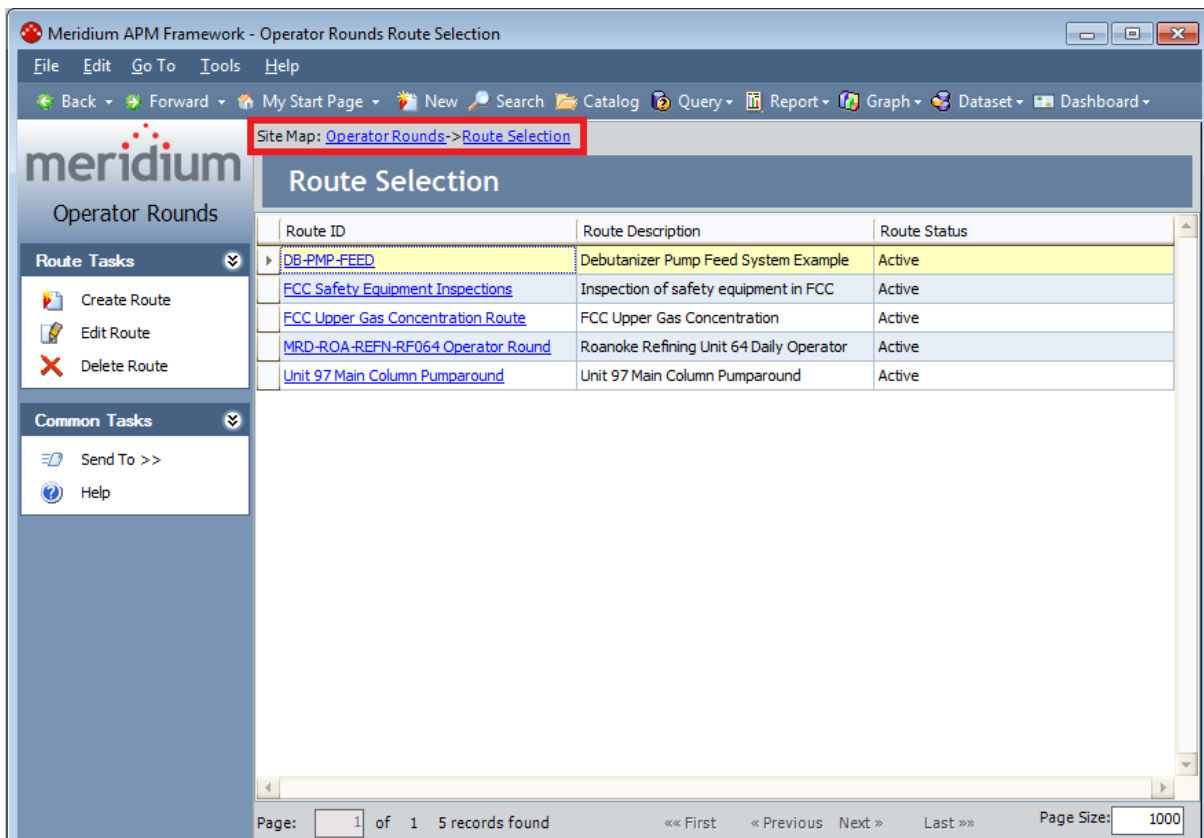 Meridium APM Framework - Operator Rounds Route Selection
File Edit Go To Tools Help
Back Forward My Start Page New Search Catalog Query Report Graph Dataset Dashboard
Site Map: Operator Rounds->Route Selection
meridium
Operator Rounds
Route Selection
Route ID Route Description Route Status
DB-PMP-FEED Debutanizer Pump Feed System Example Active
FCC Safety Equipment Inspections Inspection of safety equipment in FCC Active
FCC Upper Gas Concentration Route FCC Upper Gas Concentration Active
MRD-ROA-REFN-RF064 Operator Round Roanoke Refining Unit 64 Daily Operator Active
Unit 97 Main Column Pumparound Unit 97 Main Column Pumparound Active
Route Tasks
Create Route
Edit Route
Delete Route
Common Tasks
Send To >>
Help
Page: 1 of 1 5 records found «« First « Previous Next » Last »» Page Size: 1000